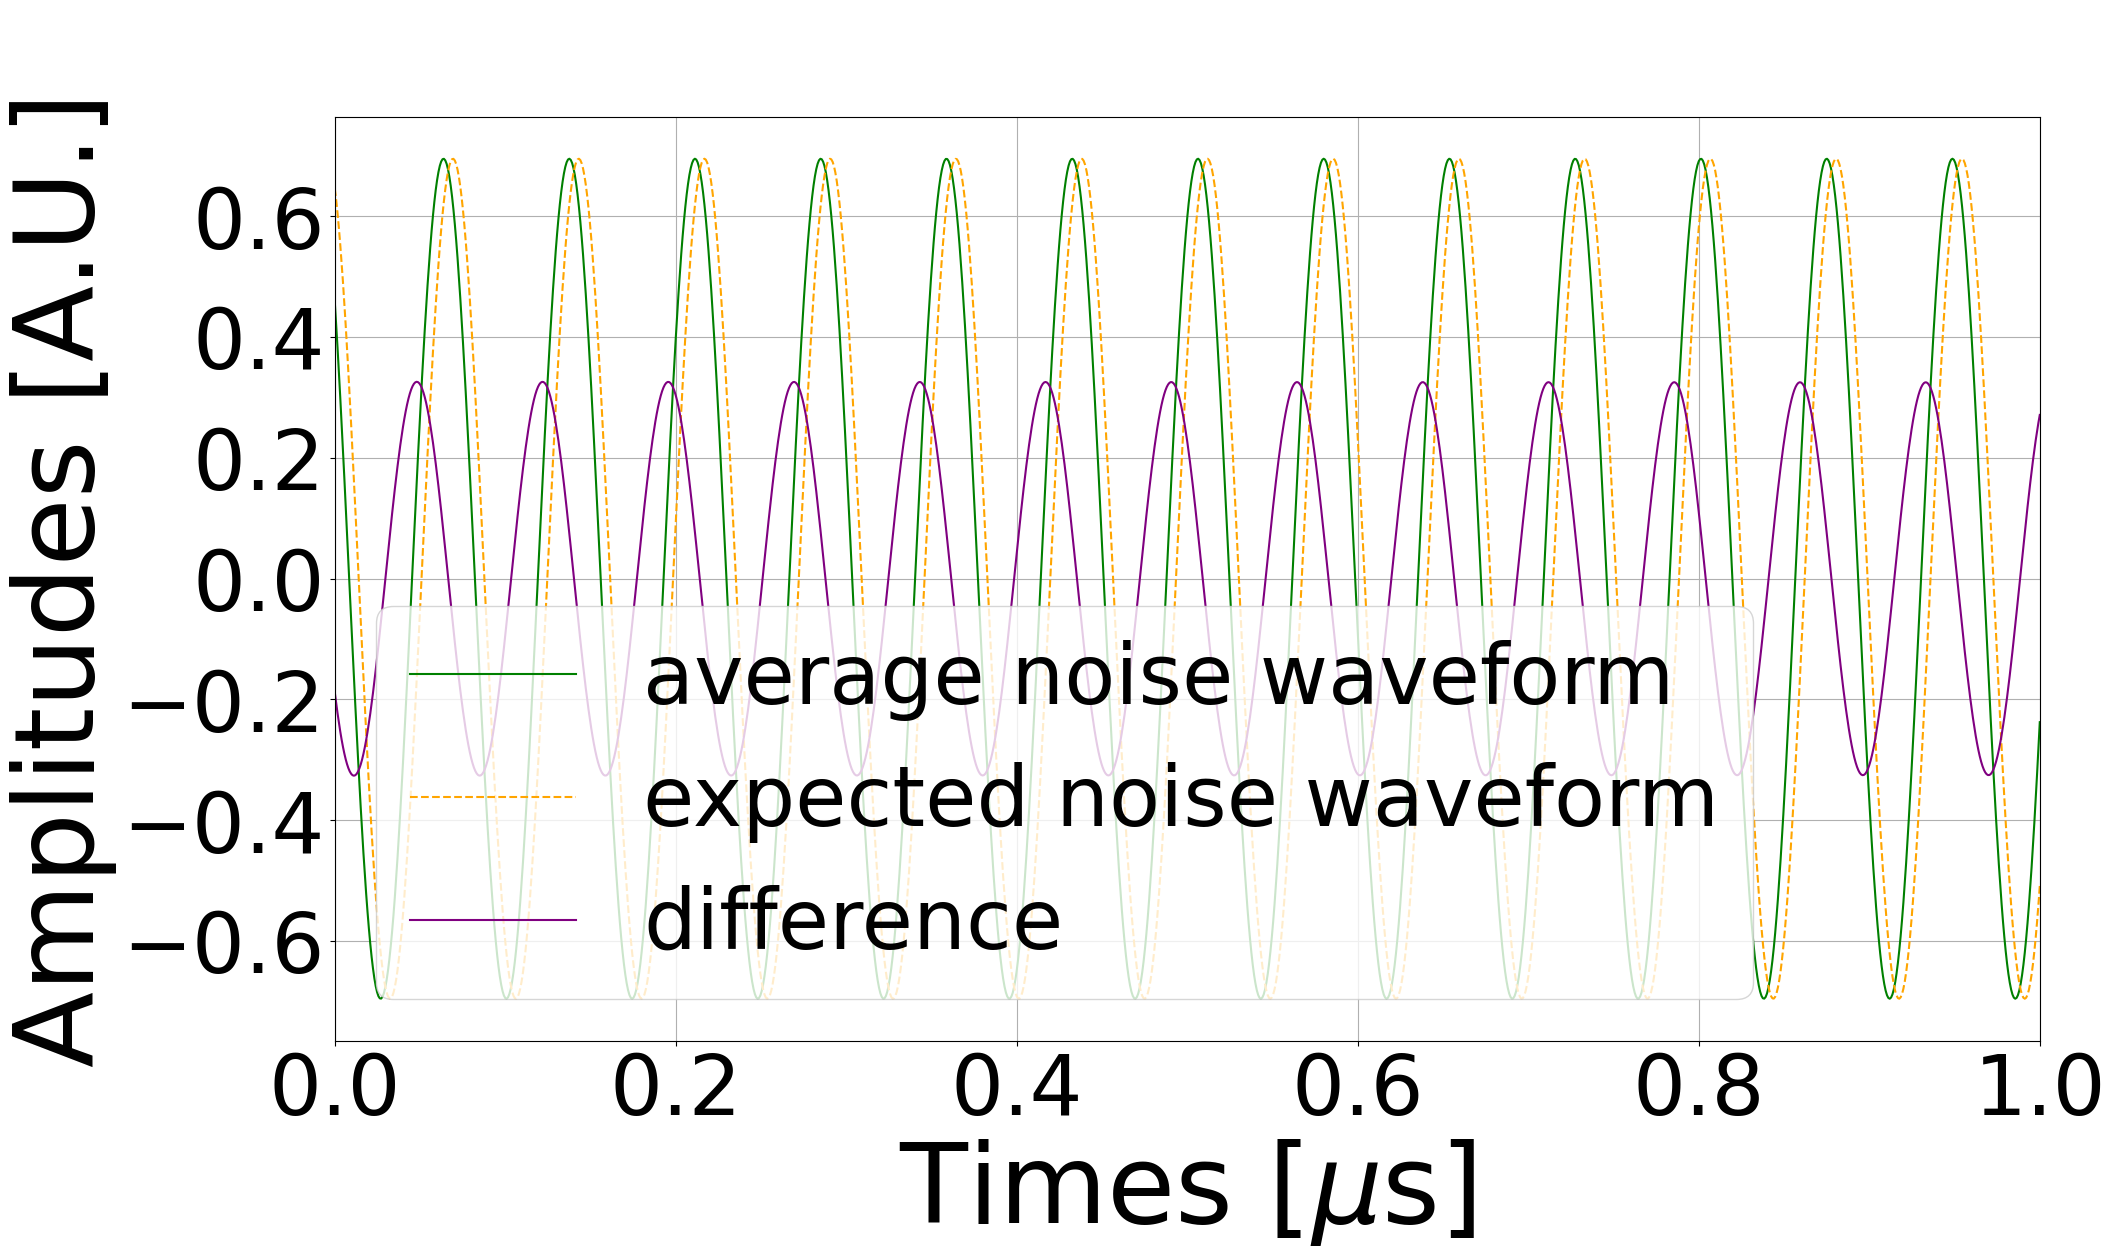 Amplitudes [A.U.]
0.6
0.4
0.2
0.0
−0.2
−0.4
−0.6
average noise waveform
expected noise waveform
difference
0.0 0.2 0.4 0.6 0.8 1.0
Times [μs]